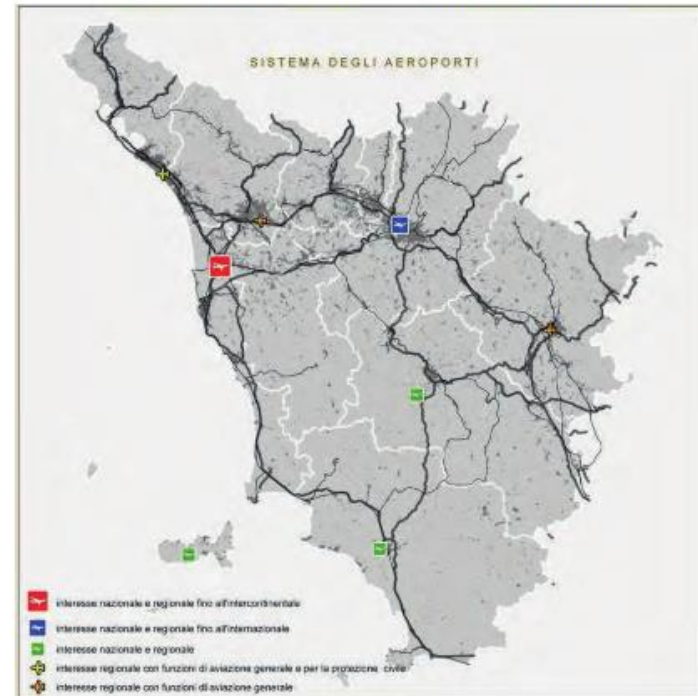 SISTEMA DEGLI AEROPORTI
interesse nazionale e regionale fino all'intercontinentale
interesse nazionale e regionale fino all'internazionale
interesse nazionale e regionale
interesse regionale con funzioni di aviazione generale e per la protezione civile
interesse regionale con funzioni di aviazione generale